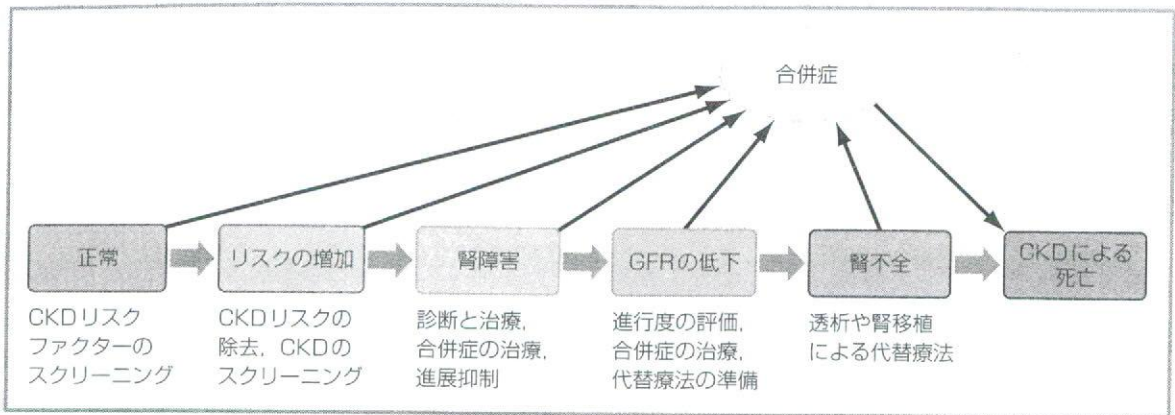 合併症
正常
リスクの増加
腎障害
GFRの低下
腎不全
CKDによる
死亡
CKDリスク
ファクターの
スクリーニング
CKDリスクの
除去，CKDの
スクリーニング
診断と治療，
合併症の治療，
進展抑制
進行度の評価，
合併症の治療，
代替療法の準備
透析や腎移植
による代替療法